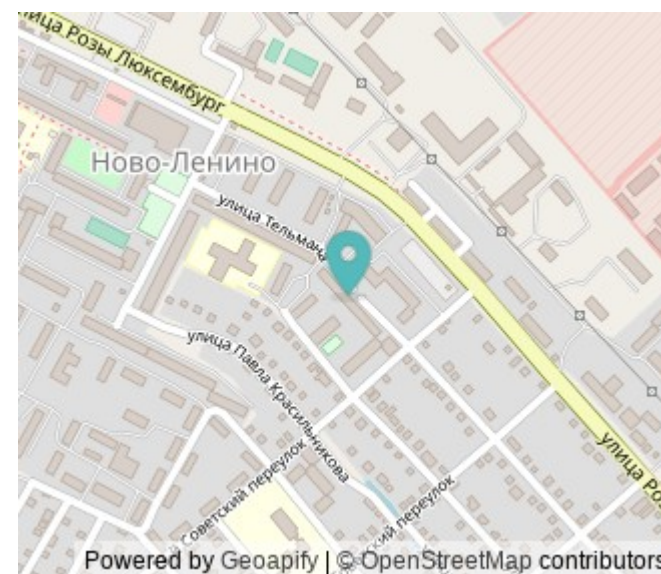 улица Розы Люксембург
Ново-Ленино
улица Тельмана
улица Павла Красильникова
улица Ро
Советский переулок
переулок
Powered by Geoapify | © OpenStreetMap contributors